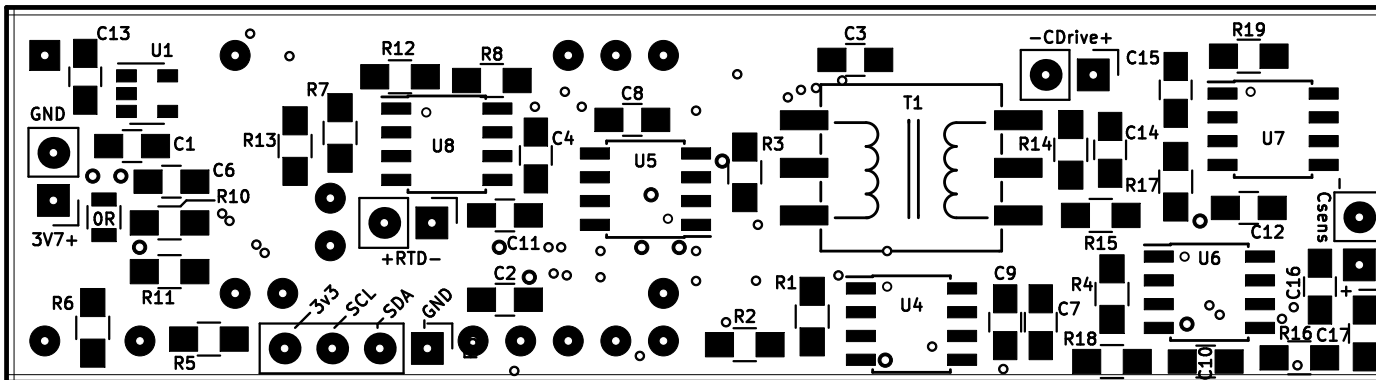 C13
U1
GND
C1
C6
R10
0R
3V7+
R11
R6
R5
R7
R13
R12
R8
U8
C4
C11
+RTD-
C2
3v3
SCL
SDA
GND
C8
U5
R3
C3
T1
-CDrive+
R14
C14
C15
R17
R15
R19
U7
C12
Csens
R1
R2
U4
C9
C7
R4
R18
U6
C10
C16
R16
C17
+
-